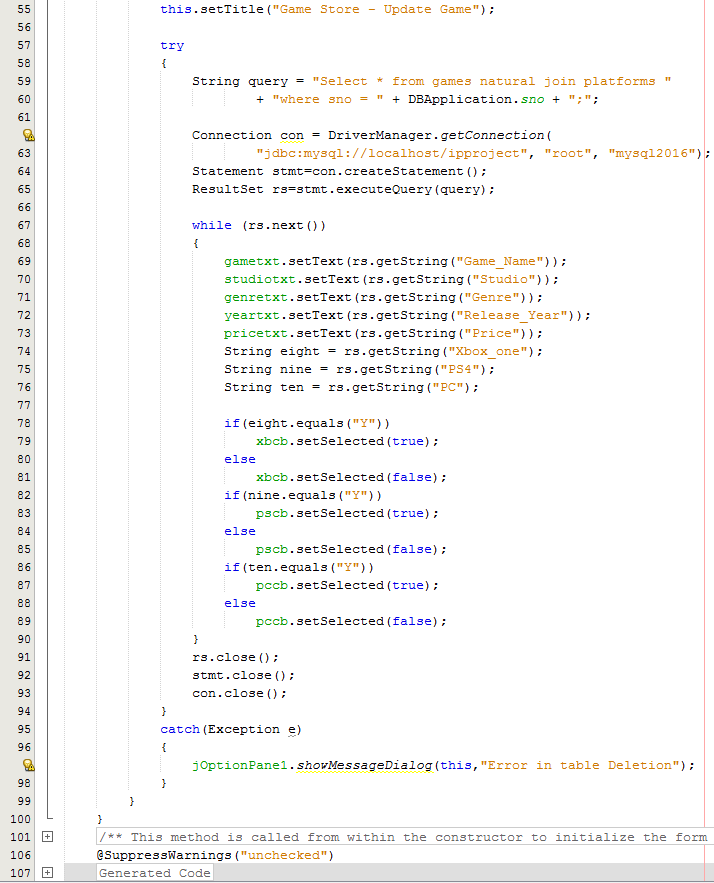 55 this.setTitle("Game Store - Update Game");
56
57 try
58 {
59 String query = "Select * from games natural join platforms "
60 + "where sno = " + DBApplication.sno + ";";
61
Connection con = DriverManager.getConnection(
63 "jdbc:mysql://localhost/ipproject", "root", "mysql2016");
64 Statement stmt=con.createStatement();
65 ResultSet rs=stmt.executeQuery(query);
66
67 while (rs.next())
68 {
69 gametxt.setText(rs.getString("Game_Name"));
70 studiotxt.setText(rs.getString("Studio"));
71 genretxt.setText(rs.getString("Genre"));
72 yeartxt.setText(rs.getString("Release_Year"));
73 pricetxt.setText(rs.getString("Price"));
74 String eight = rs.getString("Xbox_one");
75 String nine = rs.getString("PS4");
76 String ten = rs.getString("PC");
77
78 if(eight.equals("Y"))
79 xbcb.setSelected(true);
80 else
81 xbcb.setSelected(false);
82 if(nine.equals("Y"))
83 pscb.setSelected(true);
84 else
85 pscb.setSelected(false);
86 if(ten.equals("Y"))
87 pccb.setSelected(true);
88 else
89 pccb.setSelected(false);
90 }
91 rs.close();
92 stmt.close();
93 con.close();
94 }
95 catch(Exception e)
96 {
jOptionPane1.showMessageDialog(this,"Error in table Deletion");
98 }
99 }
100 }
101 /** This method is called from within the constructor to initialize the form
106 @SuppressWarnings("unchecked")
107 Generated Code